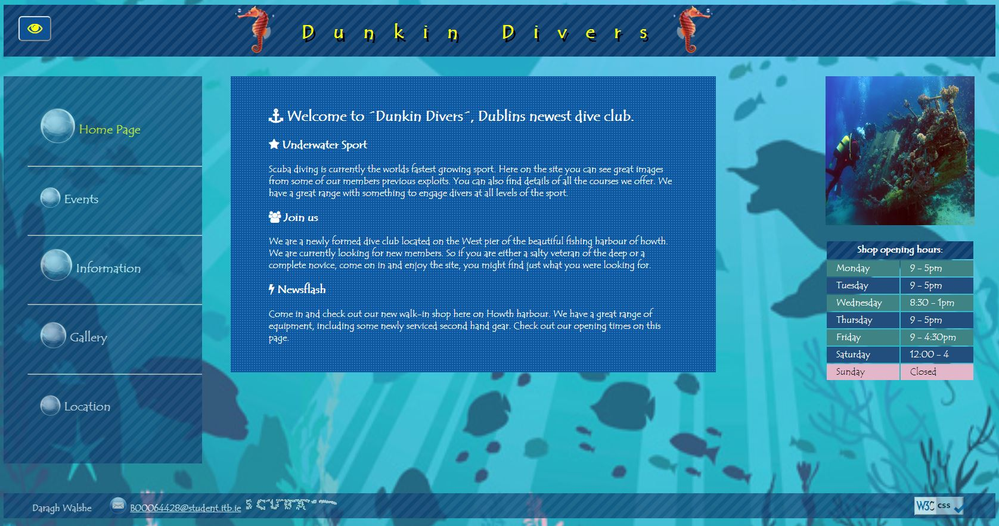 Dunkin Divers
Home Page
Events
Information
Gallery
Location
Welcome to ´Dunkin Divers´, Dublins newest dive club.
Underwater Sport
Scuba diving is currently the worlds fastest growing sport. Here on the site you can see great images
from some of our members previous exploits. You can also find details of all the courses we offer. We
have a great range with something to engage divers at all levels of the sport.
Join us
We are a newly formed dive club located on the West pier of the beautiful fishing harbour of howth.
We are currently looking for new members. So if you are either a salty veteran of the deep or a
complete novice, come on in and enjoy the site, you might find just what you were looking for.
Newsflash
Come in and check out our new walk-in shop here on Howth harbour. We have a great range of
equipment, including some newly serviced second hand gear. Check out our opening times on this
page.
Shop opening hours:
Monday 9 - 5pm
Tuesday 9 - 5pm
Wednesday 8:30 - 1pm
Thursday 9 - 5pm
Friday 9 - 4:30pm
Saturday 12:00 - 4
Sunday Closed
Daragh Walshe B00064428@student.itb.ie SCUBA
W3C css